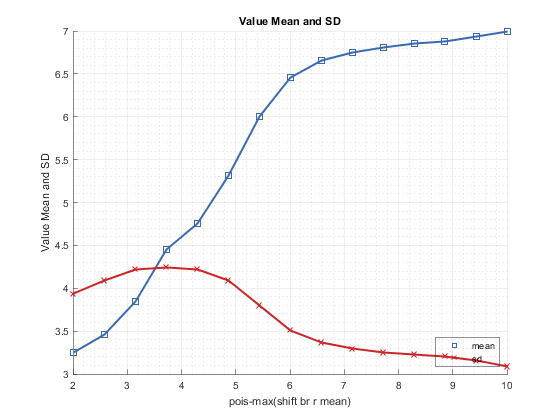 Value Mean and SD
Value Mean and SD
7
6.5
6
5.5
5
4.5
4
3.5
3
2 3 4 5 6 7 8 9 10
pois-max(shift br r mean)
mean
sd